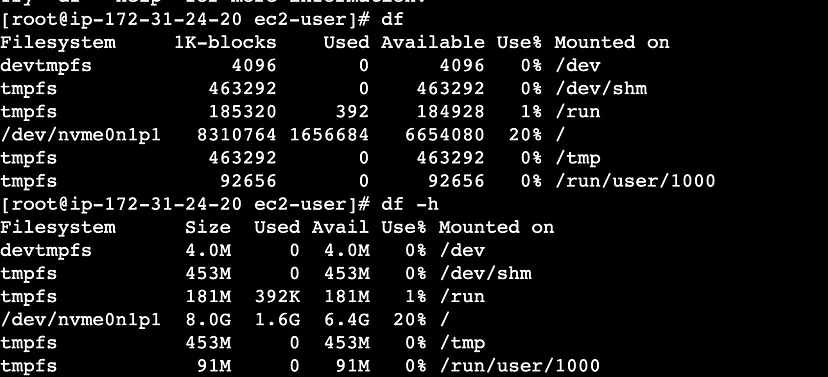 [root@ip-172-31-24-20 ec2-user]# df
Filesystem     1K-blocks    Used Available Use% Mounted on
devtmpfs            4096       0      4096   0% /dev
tmpfs             463292       0    463292   0% /dev/shm
tmpfs             185320     392    184928   1% /run
/dev/nvme0n1p1   8310764 1656684   6654080  20% /
tmpfs             463292       0    463292   0% /tmp
tmpfs              92656       0     92656   0% /run/user/1000
[root@ip-172-31-24-20 ec2-user]# df -h
Filesystem      Size  Used Avail Use% Mounted on
devtmpfs        4.0M     0  4.0M   0% /dev
tmpfs           453M     0  453M   0% /dev/shm
tmpfs           181M  392K  181M   1% /run
/dev/nvme0n1p1  8.0G  1.6G  6.4G  20% /
tmpfs           453M     0  453M   0% /tmp
tmpfs            91M     0   91M   0% /run/user/1000